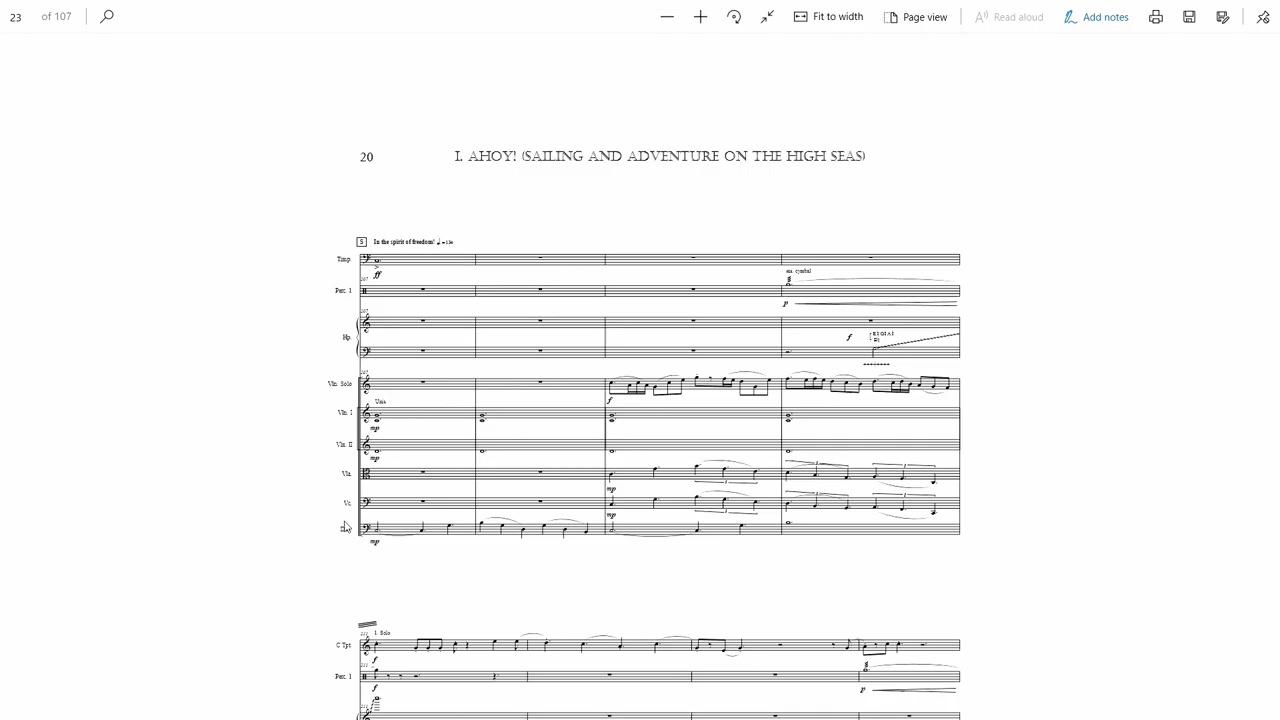 23 of 107
Fit to width
Page view
Read aloud
Add notes
20 I. AHOY! (SAILING AND ADVENTURE ON THE HIGH SEAS)
S In the spirit of freedom!
Timp.
ff
sus. cymbal
Perc. 1
p
Hp.
f
Vln. Solo
f
Unis.
Vln. I
mp
Vln. II
mp
Vla.
mp
Vc.
mp
mp
1. Solo
C Tpt.
f
Perc. 1
f
p